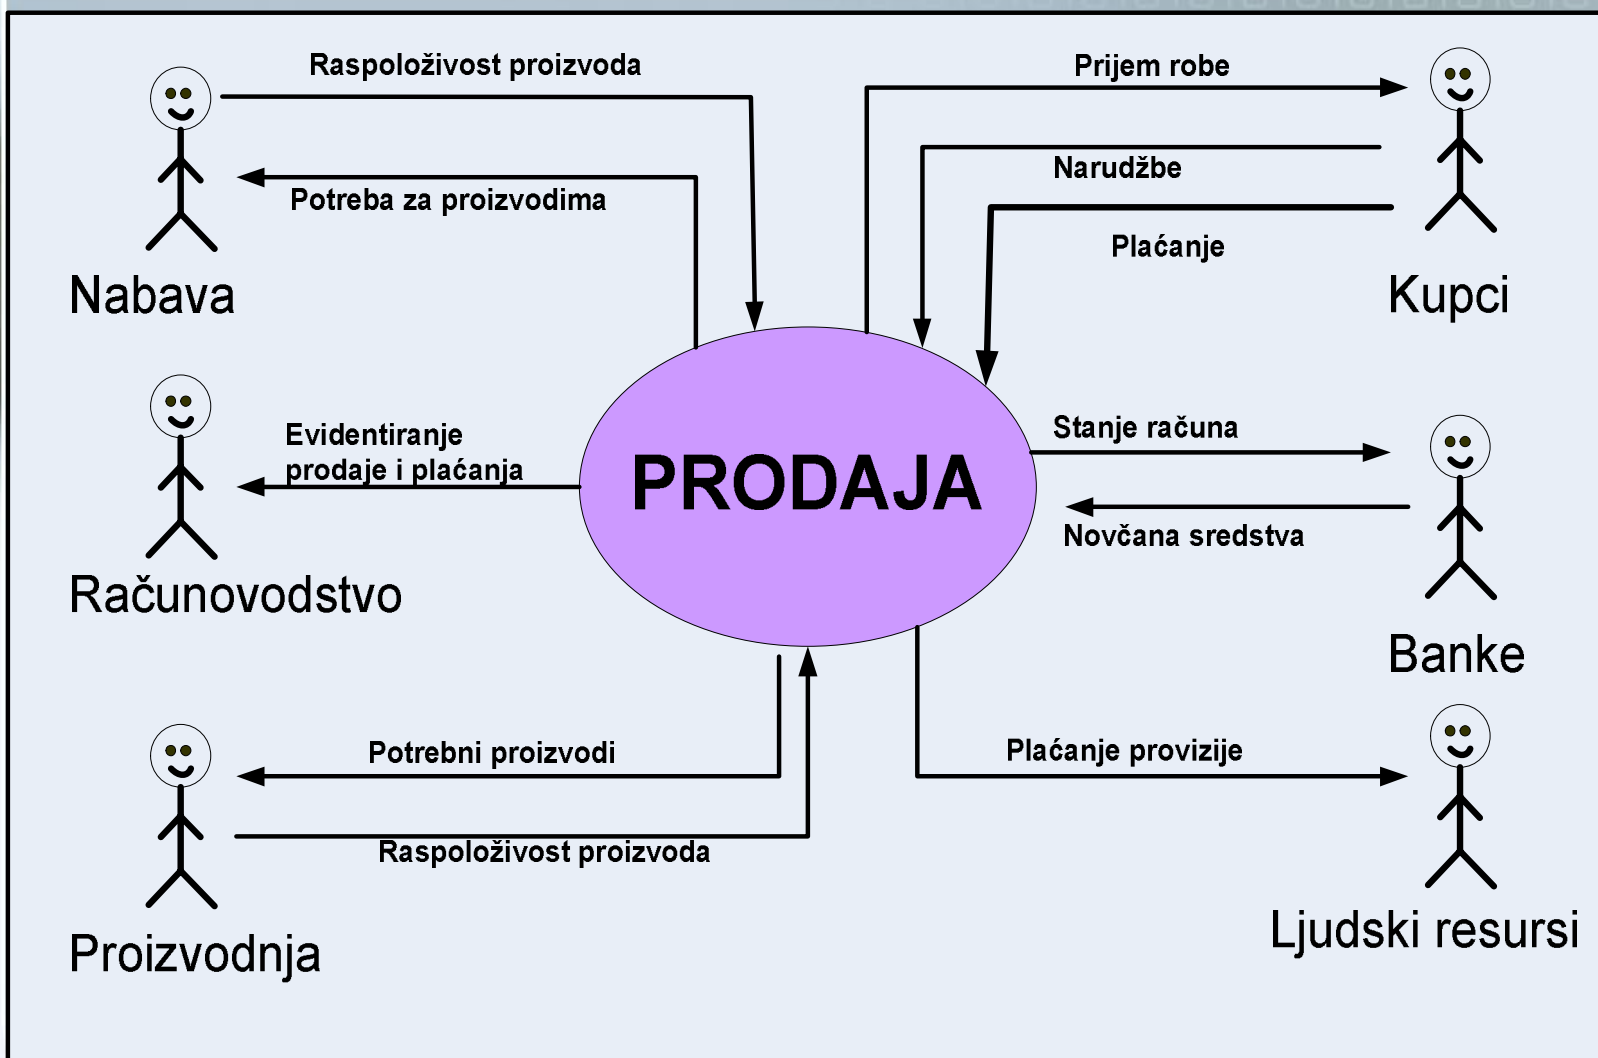 Raspoloživost proizvoda
Prijem robe
Narudžbe
Potreba za proizvodima
Plaćanje
Nabava
Kupci
Evidentiranje
prodaje i plaćanja
Stanje računa
PRODAJA
Novčana sredstva
Računovodstvo
Banke
Potrebni proizvodi
Plaćanje provizije
Raspoloživost proizvoda
Proizvodnja
Ljudski resursi